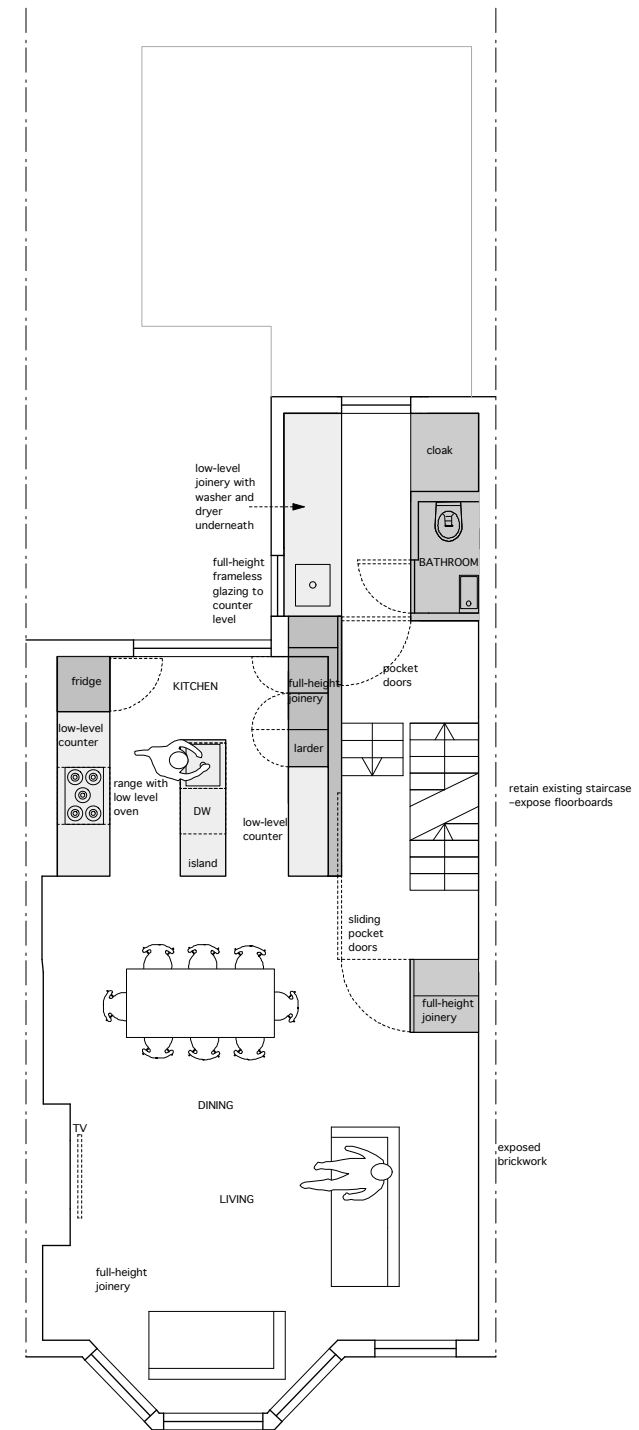 cloak
low-level
joinery with
washer and
dryer
underneath
BATHROOM
full-height
frameless
glazing to
counter
level
pocket
doors
fridge
KITCHEN
full-height
joinery
low-level
counter
larder
range with
low level
oven
DW
low-level
counter
island
retain existing staircase
-expose floorboards
sliding
pocket
doors
full-height
joinery
DINING
TV
exposed
brickwork
LIVING
full-height
joinery